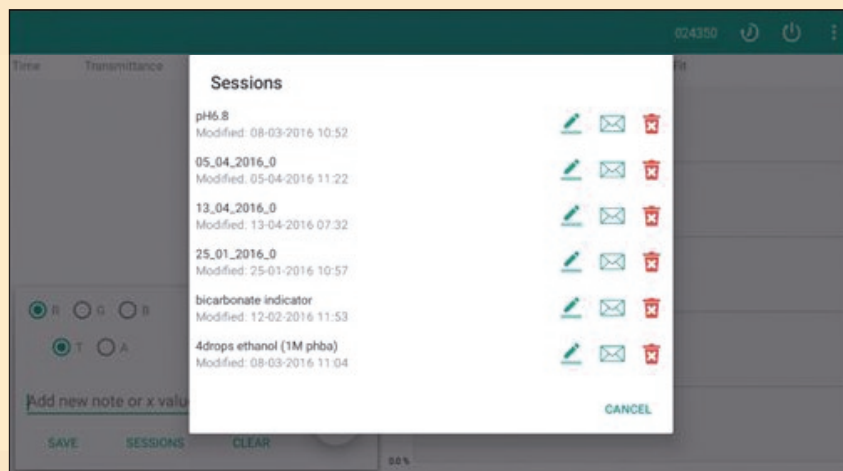 024350
Time Transmittance Fit
Sessions
pH6.8
Modified: 08-03-2016 10:52
05_04_2016_0
Modified: 05-04-2016 11:22
13_04_2016_0
Modified: 13-04-2016 07:32
25_01_2016_0
Modified: 25-01-2016 10:57
bicarbonate indicator
Modified: 12-02-2016 11:53
4drops ethanol (1M phba)
Modified: 08-03-2016 11:04
CANCEL
R G B
T A
Add new note or x valu
SAVE SESSIONS CLEAR
0.0 %